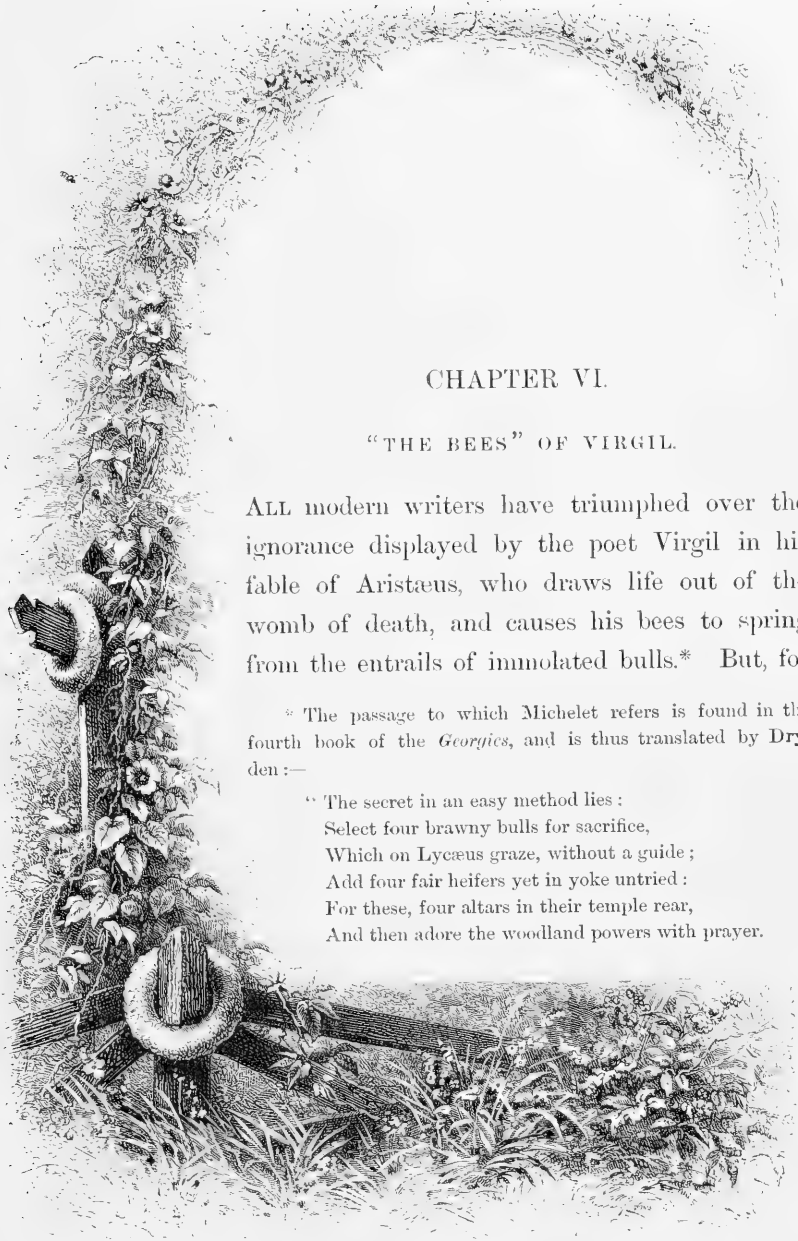 CHAPTER VI.
"THE BEES" OF VIRGIL.
ALL modern writers have triumphed over the
ignorance displayed by the poet Virgil in hi
fable of Aristæus, who draws life out of th
womb of death, and causes his bees to spring
from the entrails of immolated bulls.* But, fo
* The passage to which Michelet refers is found in th
fourth book of the Georgics, and is thus translated by Dry
den :—
" The secret in an easy method lies :
Select four brawny bulls for sacrifice,
Which on Lycæus graze, without a guide ;
Add four fair heifers yet in yoke untried :
For these, four altars in their temple rear,
And then adore the woodland powers with prayer.